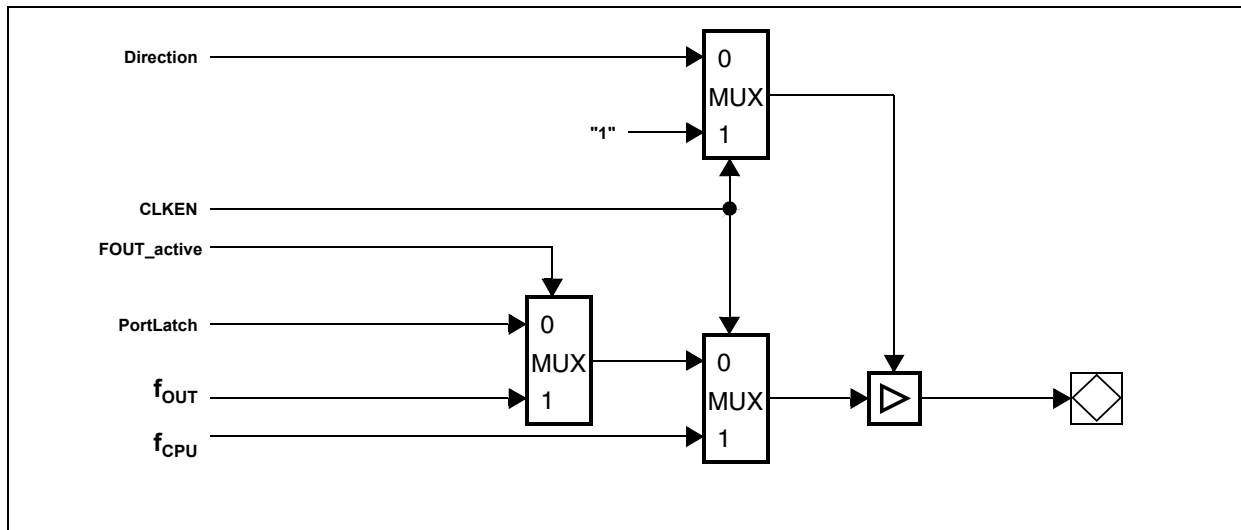 Direction
0
MUX
"1"
1
CLKEN
FOUT_active
PortLatch
0
MUX
1
0
MUX
1
fOUT
fCPU